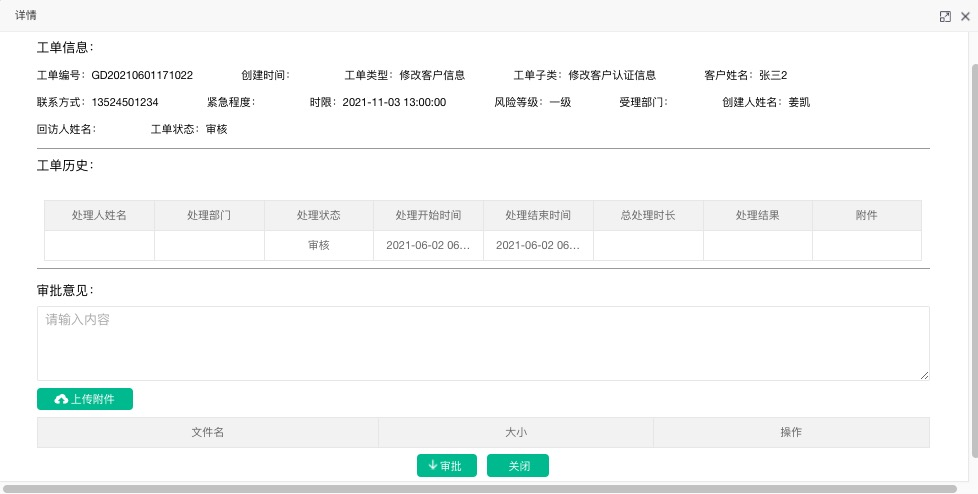 详情
工单信息：
工单编号：GD20210601171022 创建时间： 工单类型：修改客户信息 工单子类：修改客户认证信息 客户姓名：张三2
联系方式：13524501234 紧急程度： 时限：2021-11-03 13:00:00 风险等级：一级 受理部门： 创建人姓名：姜凯
回访人姓名： 工单状态：审核
工单历史：
处理人姓名 处理部门 处理状态 处理开始时间 处理结束时间 总处理时长 处理结果 附件
审核 2021-06-02 06... 2021-06-02 06...
审批意见：
请输入内容
上传附件
文件名 大小 操作
审批 关闭